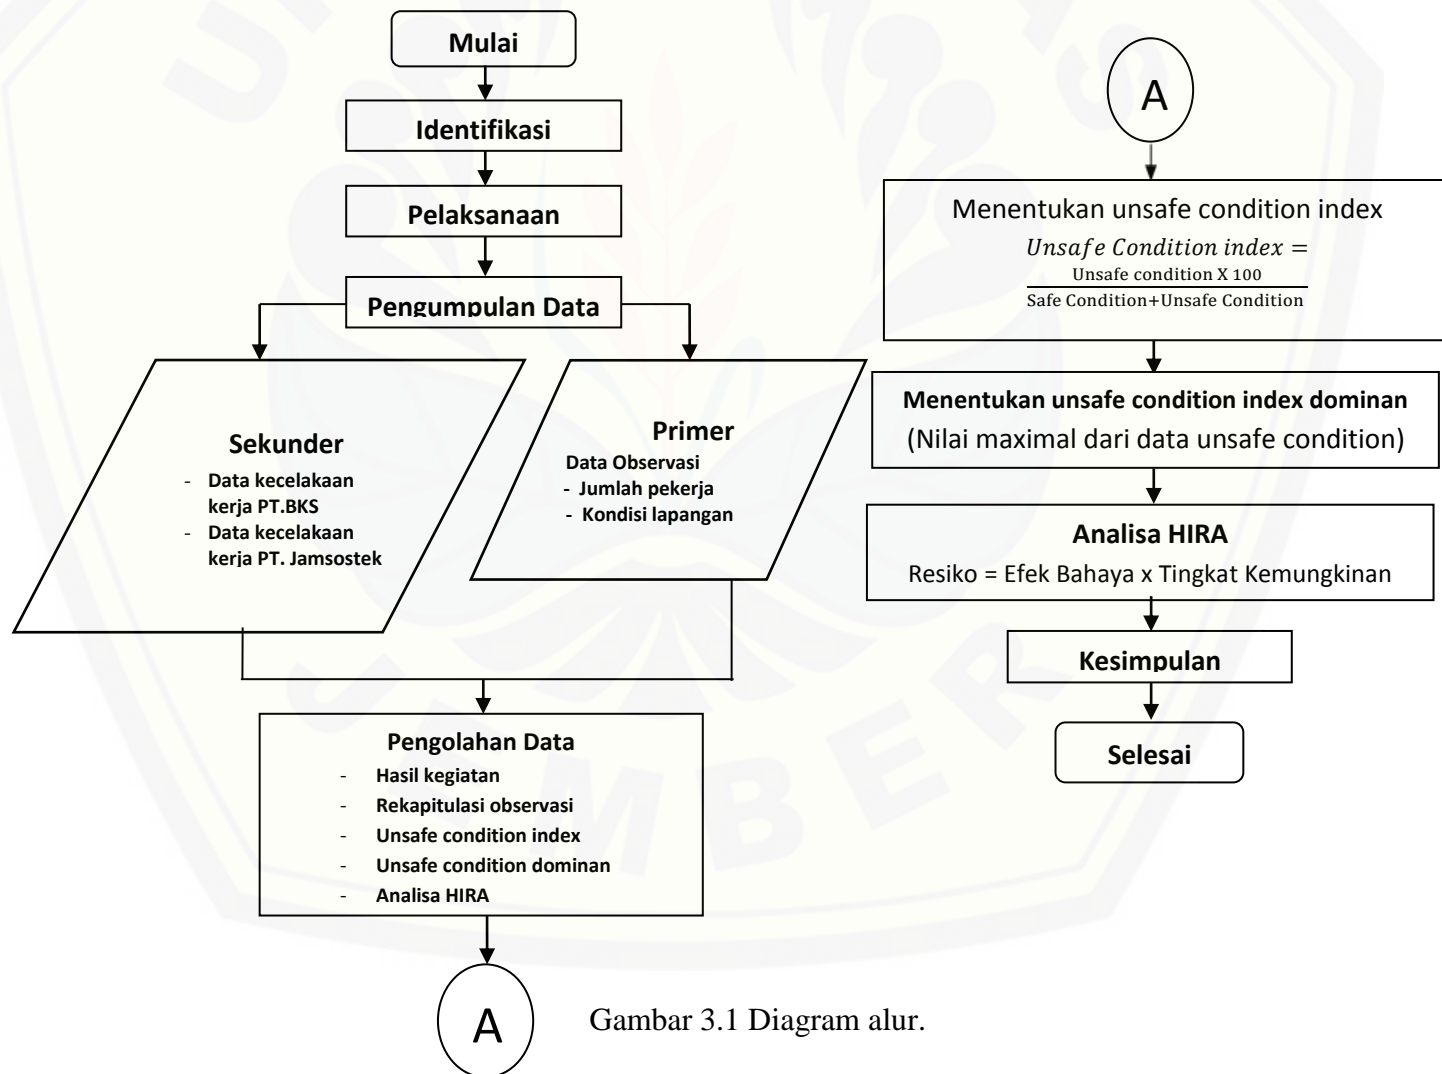 Mulai
Identifikasi
Pelaksanaan
Pengumpulan Data
Sekunder
- Data kecelakaan
kerja PT.BKS
- Data kecelakaan
kerja PT. Jamsostek
Primer
Data Observasi
- Jumlah pekerja
- Kondisi lapangan
Pengolahan Data
- Hasil kegiatan
- Rekapitulasi observasi
- Unsafe condition index
- Unsafe condition dominan
- Analisa HIRA
A
A
Menentukan unsafe condition index
Unsafe Condition index =
Unsafe condition X 100
Safe Condition+Unsafe Condition
Menentukan unsafe condition index dominan
(Nilai maximal dari data unsafe condition)
Analisa HIRA
Resiko = Efek Bahaya x Tingkat Kemungkinan
Kesimpulan
Selesai
Gambar 3.1 Diagram alur.